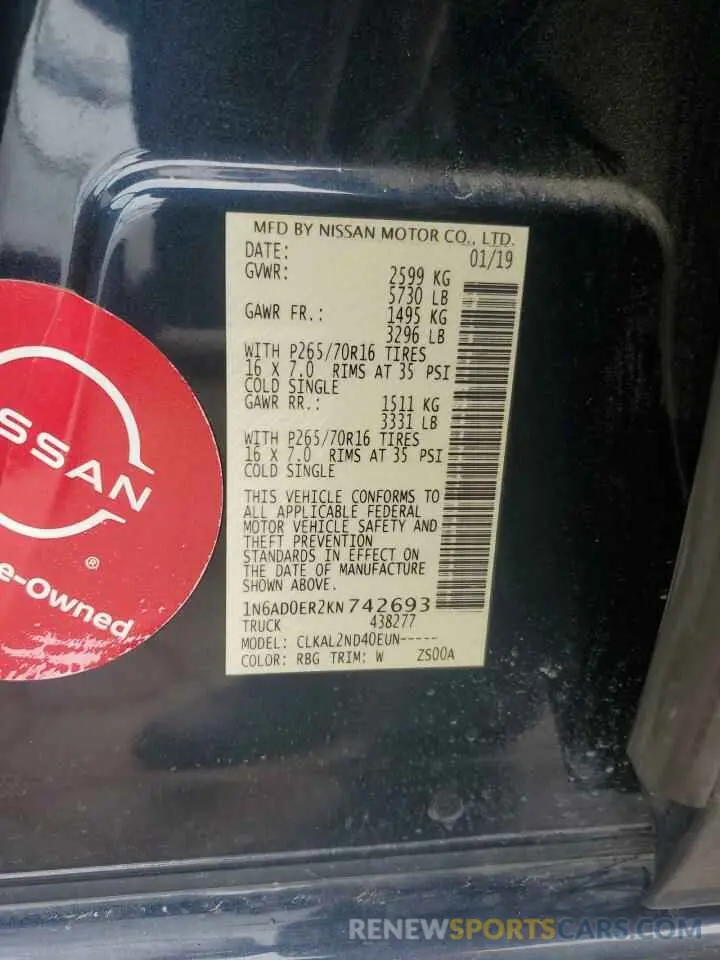 MFD BY NISSAN MOTOR CO., LTD.
DATE: 01/19
GVWR: 2599 KG
5730 LB
GAWR FR.: 1495 KG
3296 LB
WITH P265/70R16 TIRES
16 X 7.0 RIMS AT 35 PSI
COLD SINGLE
GAWR RR.: 1511 KG
3331 LB
WITH P265/70R16 TIRES
16 X 7.0 RIMS AT 35 PSI
COLD SINGLE
THIS VEHICLE CONFORMS TO
ALL APPLICABLE FEDERAL
MOTOR VEHICLE SAFETY AND
THEFT PREVENTION
STANDARDS IN EFFECT ON
THE DATE OF MANUFACTURE
SHOWN ABOVE.
1N6AD0ER2KN742693
TRUCK 438277
MODEL: CLKAL2ND40EUN-----
COLOR: RBG TRIM: W ZS00A
ISSAN
®
e-Owned
RENEWSPORTSCARS.COM